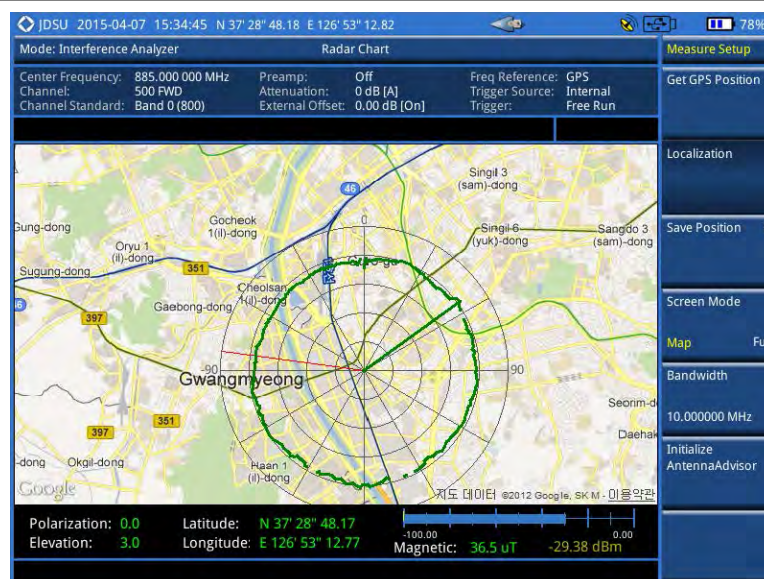 JDSU 2015-04-07 15:34:45 N 37' 28" 48.18 E 126' 53" 12.82 78%
Mode: Interference Analyzer Radar Chart Measure Setup
Center Frequency: 885.000 000 MHz Preamp: Off Freq Reference: GPS
Channel: 500 FWD Attenuation: 0 dB [A] Trigger Source: Internal
Channel Standard: Band 0 (800) External Offset: 0.00 dB [On] Trigger: Free Run
Get GPS Position
Localization
Save Position
Screen Mode
Map Fu
Bandwidth
10.000000 MHz
Initialize
AntennaAdvisor
Singil 3
(sam)-dong
46
0
Gung-dong
Gocheok
1(il)-dong
Singil 6
(yuk)-dong
Sangdo 3
(sam)-dong
Oryu 1
(il)-dong
Sugung-dong
351
Cheolsan
1(il)-dong
Gaebong-dong
397
-90
90
Gwangmyeong
Seorim-d
351
397
Daehak
-dong
Okgil-dong
Haan 1
(il)-dong
Google
지도 데이터 ©2012 Google, SK M - 이용약관
Polarization: 0.0 Latitude: N 37' 28" 48.17
-100.00 0.00
Elevation: 3.0 Longitude: E 126' 53" 12.77 Magnetic: 36.5 uT -29.38 dBm